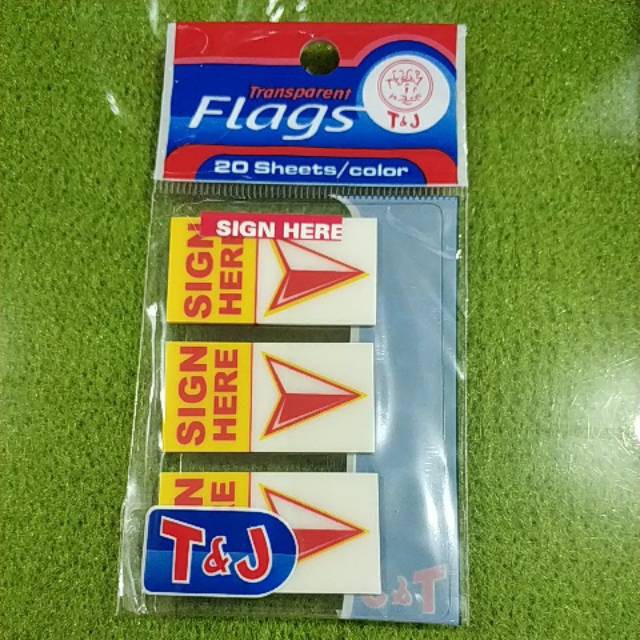 Transparent
Flags
T&J
20 Sheets/color
SIGN HERE
SIGN
HERE
SIGN
HERE
T&J
T&J